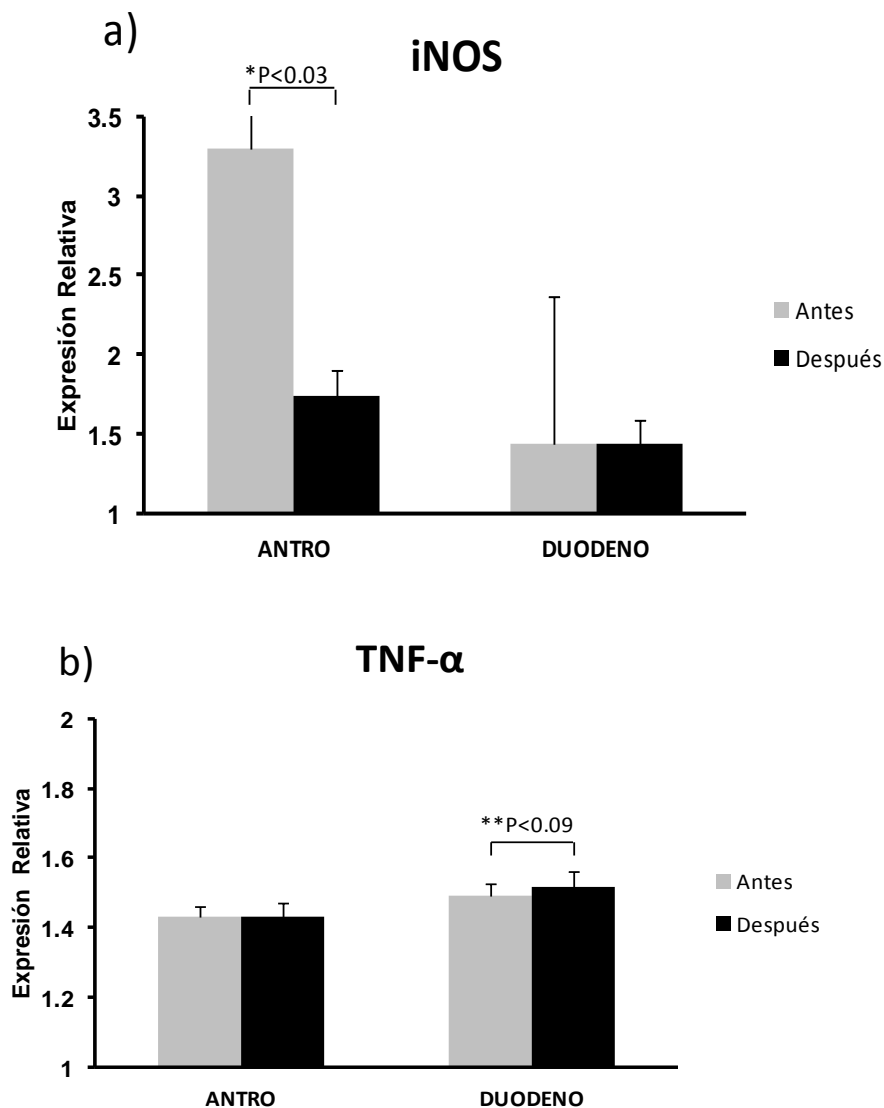 a)
iNOS
*P<0.03
3.5
3
2.5
2
1.5
1
Expresión Relativa
ANTRO
DUODENO
Antes
Después
b)
TNF-α
2
1.8
1.6
1.4
1.2
1
Expresión Relativa
**P<0.09
ANTRO
DUODENO
Antes
Después